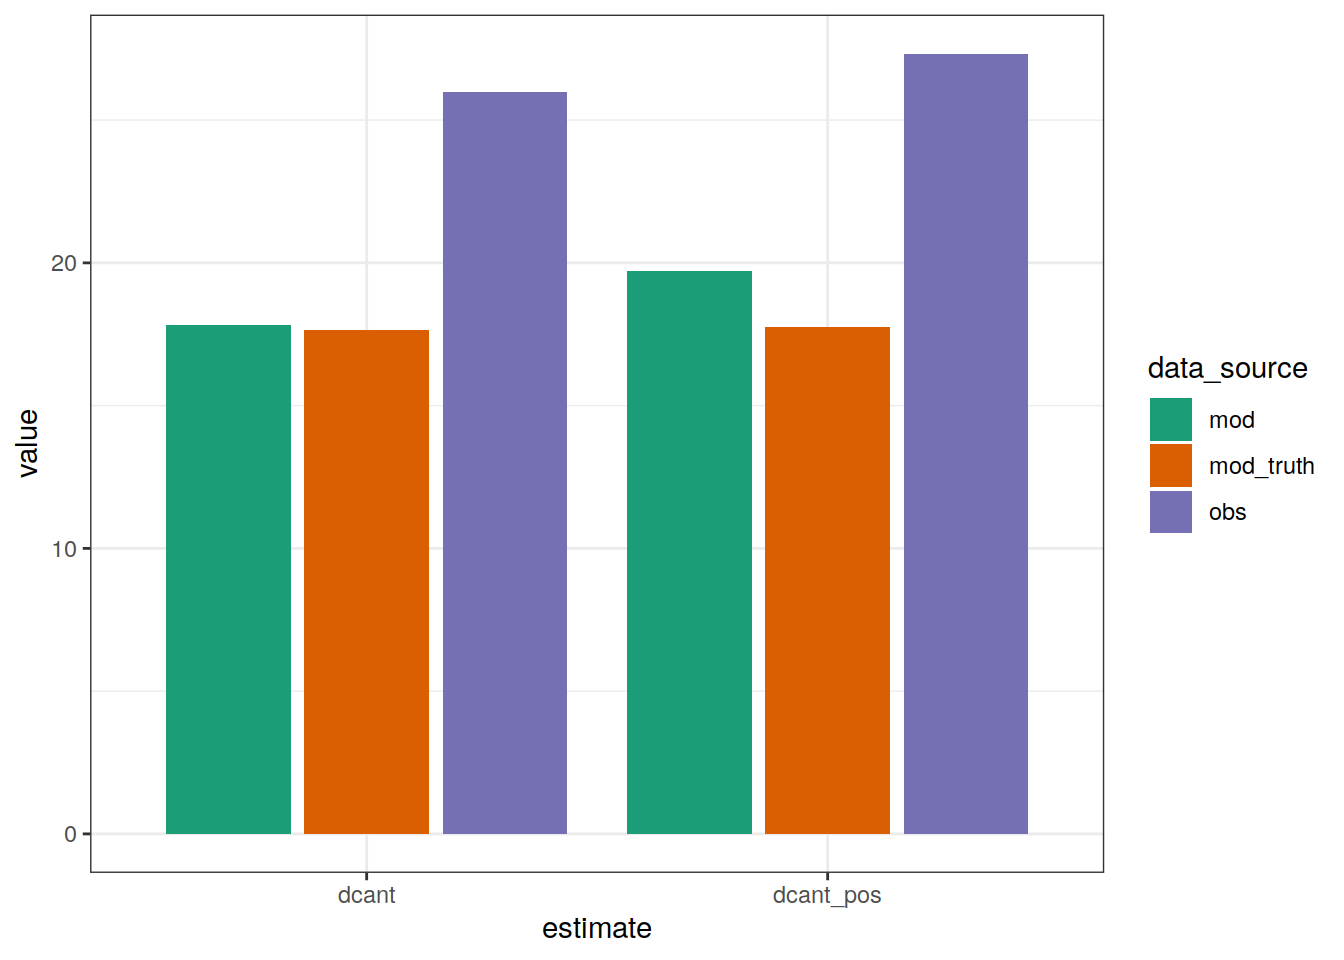 value
20
10
0
dcant
dcant_pos
estimate
data_source
mod
mod_truth
obs